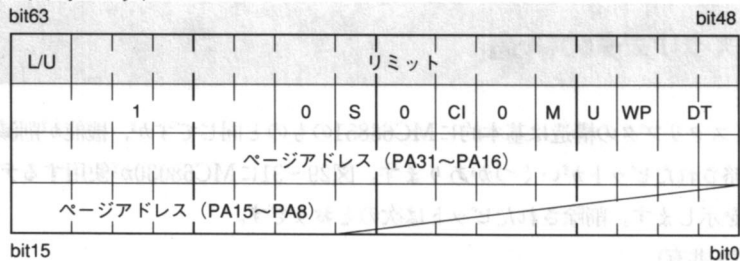 bit63 bit48
L/U リミット
1 0 S 0 CI 0 M U WP DT
ページアドレス（PA31〜PA16）
ページアドレス（PA15〜PA8）
bit15 bit0